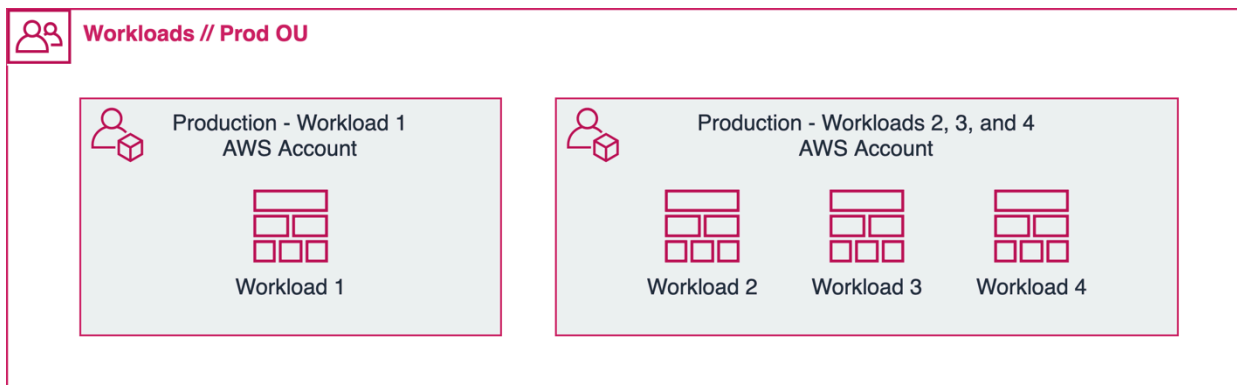 Workloads // Prod OU
Production - Workload 1
AWS Account
Workload 1
Production - Workloads 2, 3, and 4
AWS Account
Workload 2
Workload 3
Workload 4